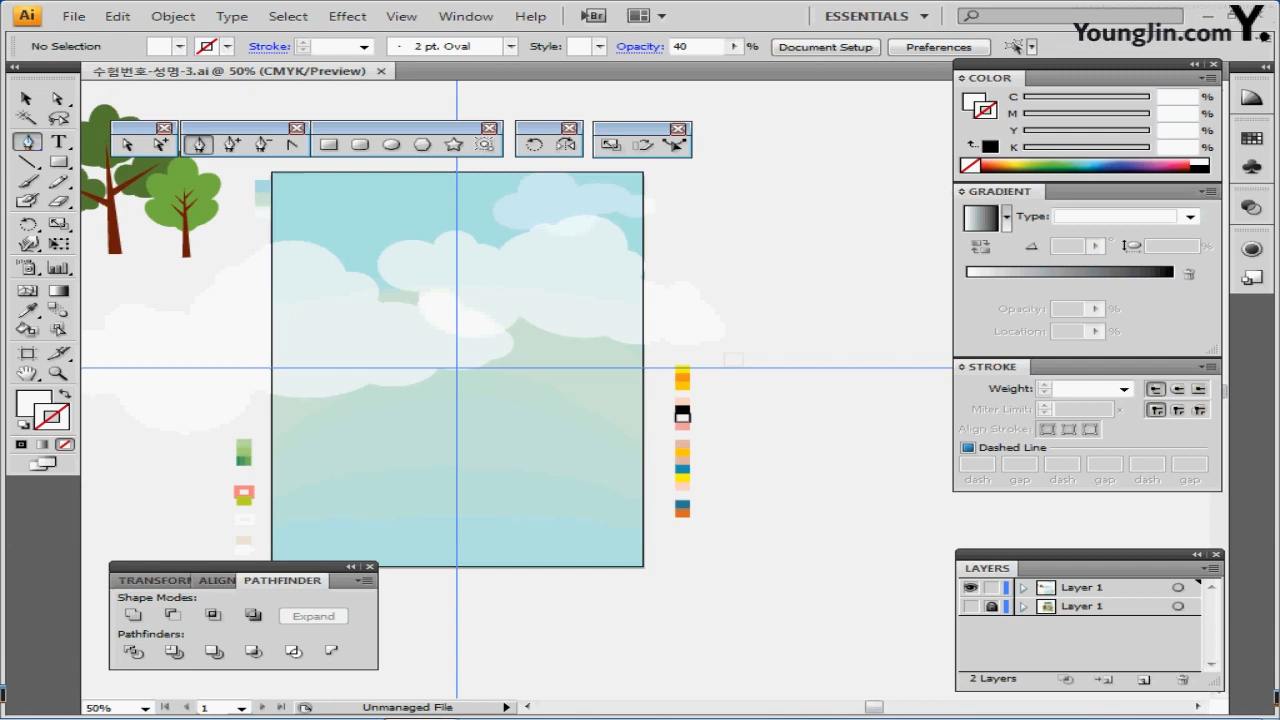 Ai File Edit Object Type Select Effect View Window Help Br ESSENTIALS
YoungJin.com Y.
No Selection Stroke: 2 pt. Oval Style: Opacity: 40 % Document Setup Preferences
수험번호-성명-3.ai @ 50% (CMYK/Preview)
COLOR
C %
M %
Y %
K %
GRADIENT
Type:
° %
Opacity: %
Location: %
STROKE
Weight:
Miter Limit: x
Align Stroke:
Dashed Line
dash gap dash gap dash gap
TRANSFORM ALIGN PATHFINDER
Shape Modes:
Expand
Pathfinders:
LAYERS
Layer 1
Layer 1
2 Layers
50% 1 Unmanaged File